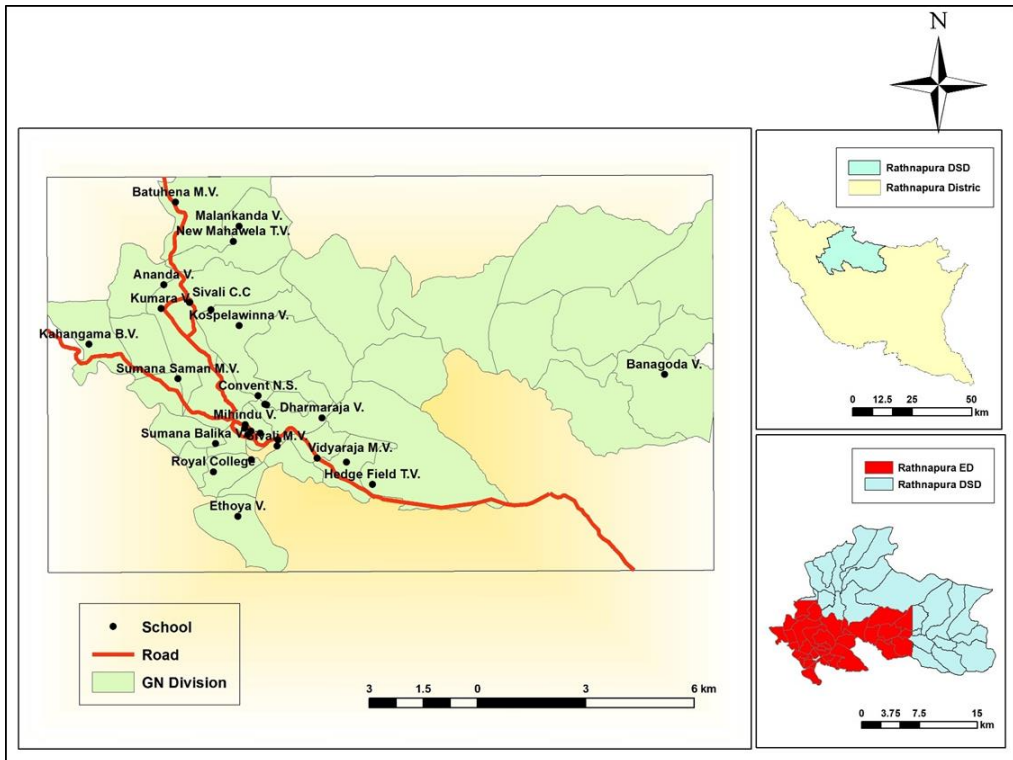 N
Batuhena M.V.
Malankanda V.
New Mahawela T.V.
Ananda V.
Sivali C.C
Kumara V.
Kospelawinna V.
Kahangama B.V.
Sumana Saman M.V.
Banagoda V.
Convent N.S.
Dharmaraja V.
Mihindu V.
Sumana Balika V.
Sivali M.V.
Vidyaraja M.V.
Royal College
Hedge Field T.V.
Ethoya V.
School
Road
GN Division
3 1.5 0 3 6 km
Rathnapura DSD
Rathnapura Distric
0 12.5 25 50
km
Rathnapura ED
Rathnapura DSD
0 3.75 7.5 15
km